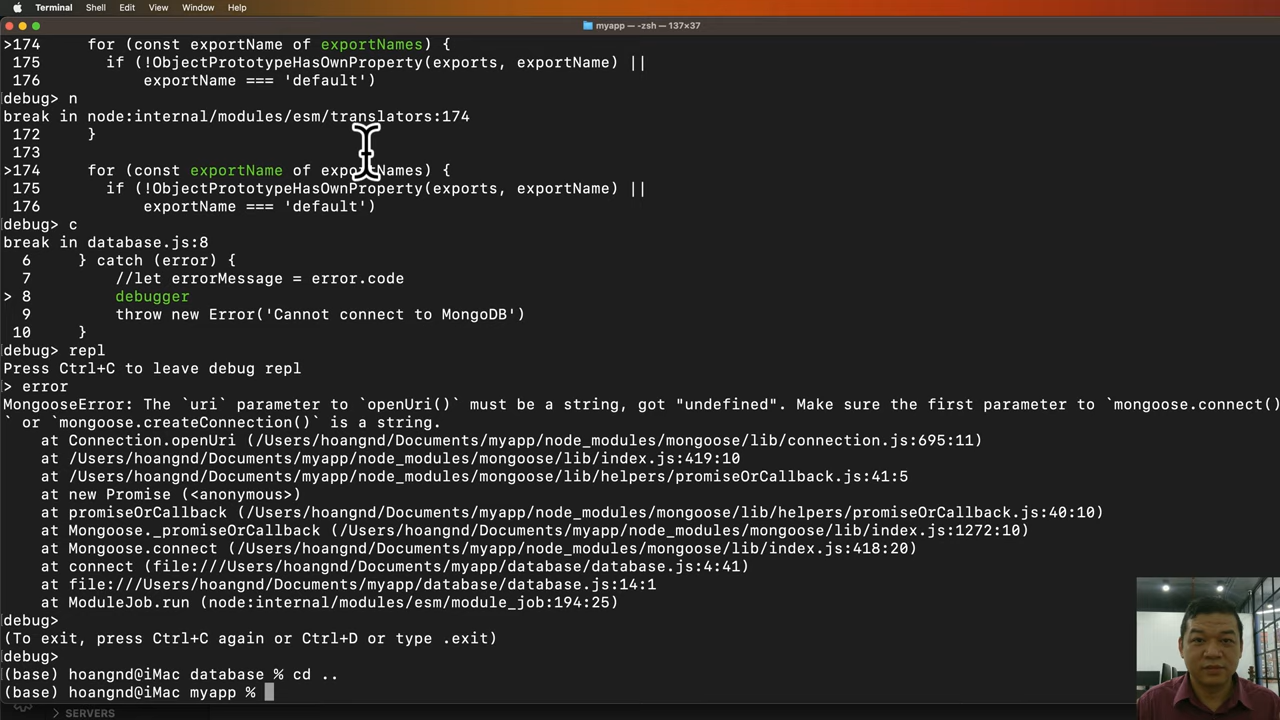 Terminal Shell Edit View Window Help
myapp — -zsh — 137×37
>174 for (const exportName of exportNames) {
175 if (!ObjectPrototypeHasOwnProperty(exports, exportName) ||
176 exportName === 'default')
debug> n
break in node:internal/modules/esm/translators:174
172 }
173
>174 for (const exportName of exportNames) {
175 if (!ObjectPrototypeHasOwnProperty(exports, exportName) ||
176 exportName === 'default')
debug> c
break in database.js:8
6 } catch (error) {
7 //let errorMessage = error.code
> 8 debugger
9 throw new Error('Cannot connect to MongoDB')
10 }
debug> repl
Press Ctrl+C to leave debug repl
> error
MongooseError: The `uri` parameter to `openUri()` must be a string, got "undefined". Make sure the first parameter to `mongoose.connect()
` or `mongoose.createConnection()` is a string.
at Connection.openUri (/Users/hoangnd/Documents/myapp/node_modules/mongoose/lib/connection.js:695:11)
at /Users/hoangnd/Documents/myapp/node_modules/mongoose/lib/index.js:419:10
at /Users/hoangnd/Documents/myapp/node_modules/mongoose/lib/helpers/promiseOrCallback.js:41:5
at new Promise (<anonymous>)
at promiseOrCallback (/Users/hoangnd/Documents/myapp/node_modules/mongoose/lib/helpers/promiseOrCallback.js:40:10)
at Mongoose._promiseOrCallback (/Users/hoangnd/Documents/myapp/node_modules/mongoose/lib/index.js:1272:10)
at Mongoose.connect (/Users/hoangnd/Documents/myapp/node_modules/mongoose/lib/index.js:418:20)
at connect (file:///Users/hoangnd/Documents/myapp/database/database.js:4:41)
at file:///Users/hoangnd/Documents/myapp/database/database.js:14:1
at ModuleJob.run (node:internal/modules/esm/module_job:194:25)
debug>
(To exit, press Ctrl+C again or Ctrl+D or type .exit)
debug>
(base) hoangnd@iMac database % cd ..
(base) hoangnd@iMac myapp %
> SERVERS